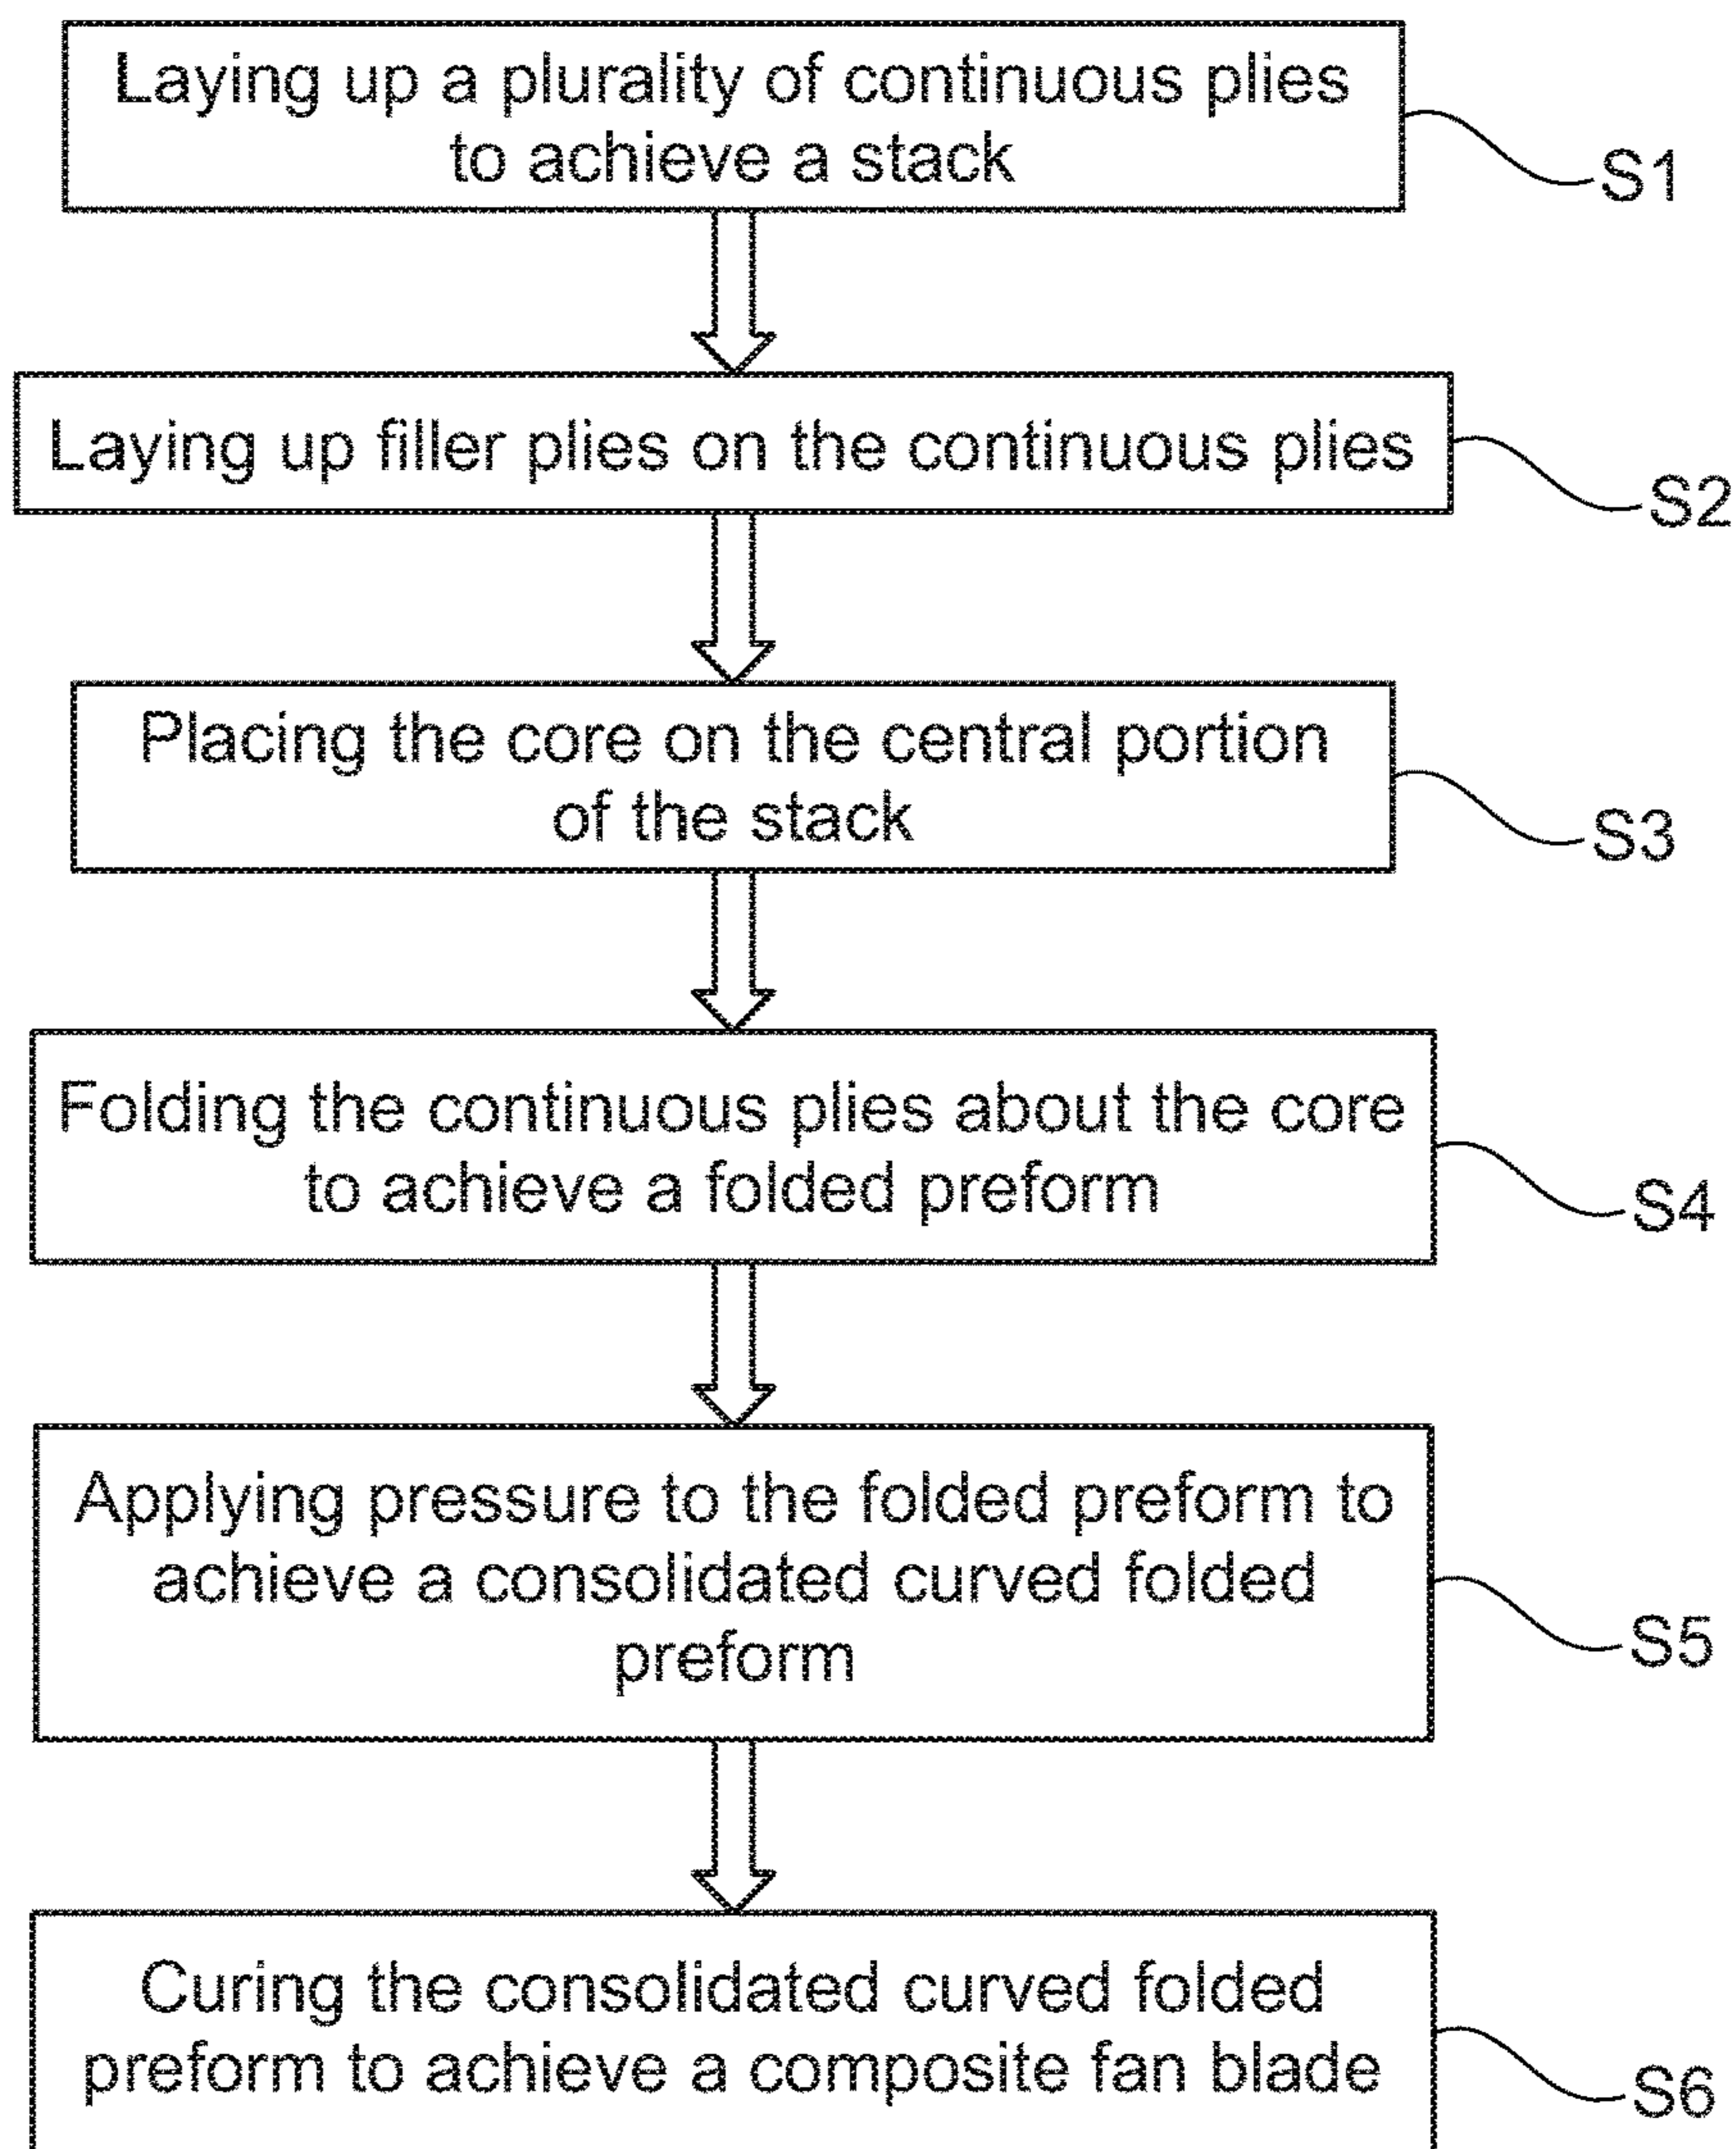 Laying up a plurality of continuous plies
to achieve a stack
S1
Laying up filler plies on the continuous plies
S2
Placing the core on the central portion
of the stack
S3
Folding the continuous plies about the core
to achieve a folded preform
S4
Applying pressure to the folded preform to
achieve a consolidated curved folded
preform
S5
Curing the consolidated curved folded
preform to achieve a composite fan blade
S6